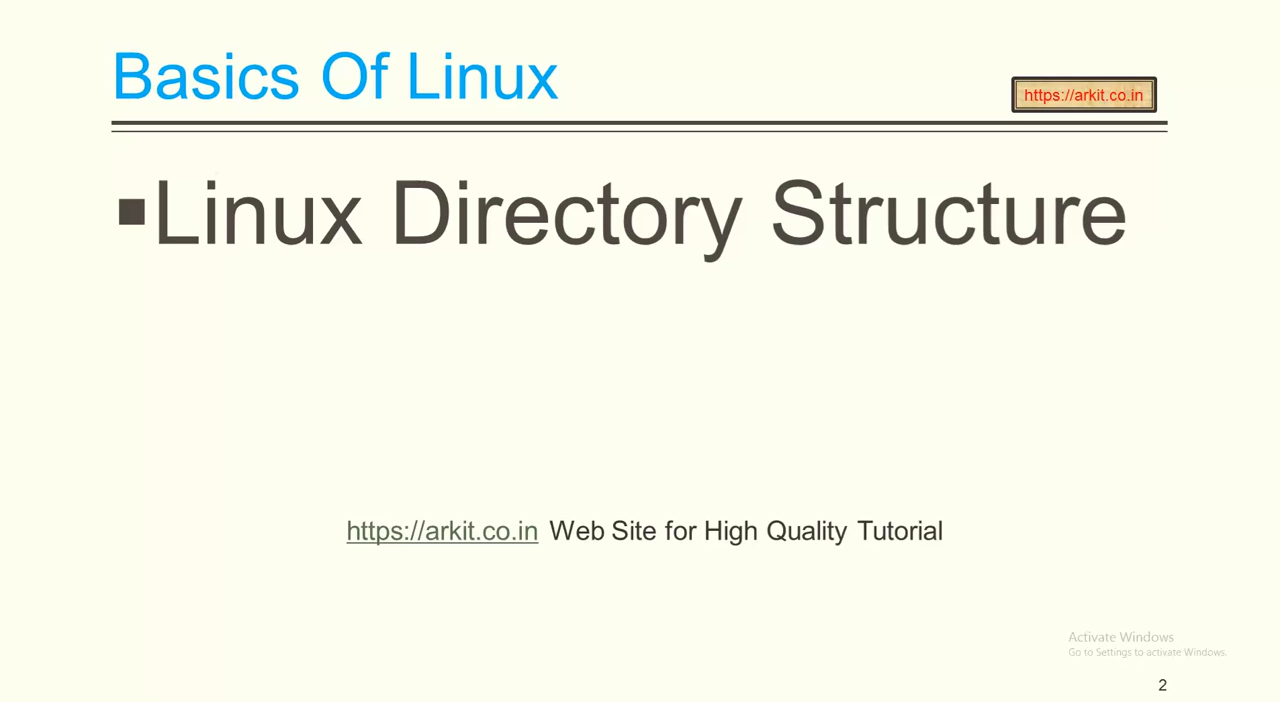 Basics Of Linux
https://arkit.co.in
▪Linux Directory Structure
https://arkit.co.in Web Site for High Quality Tutorial
Activate Windows
Go to Settings to activate Windows.
2